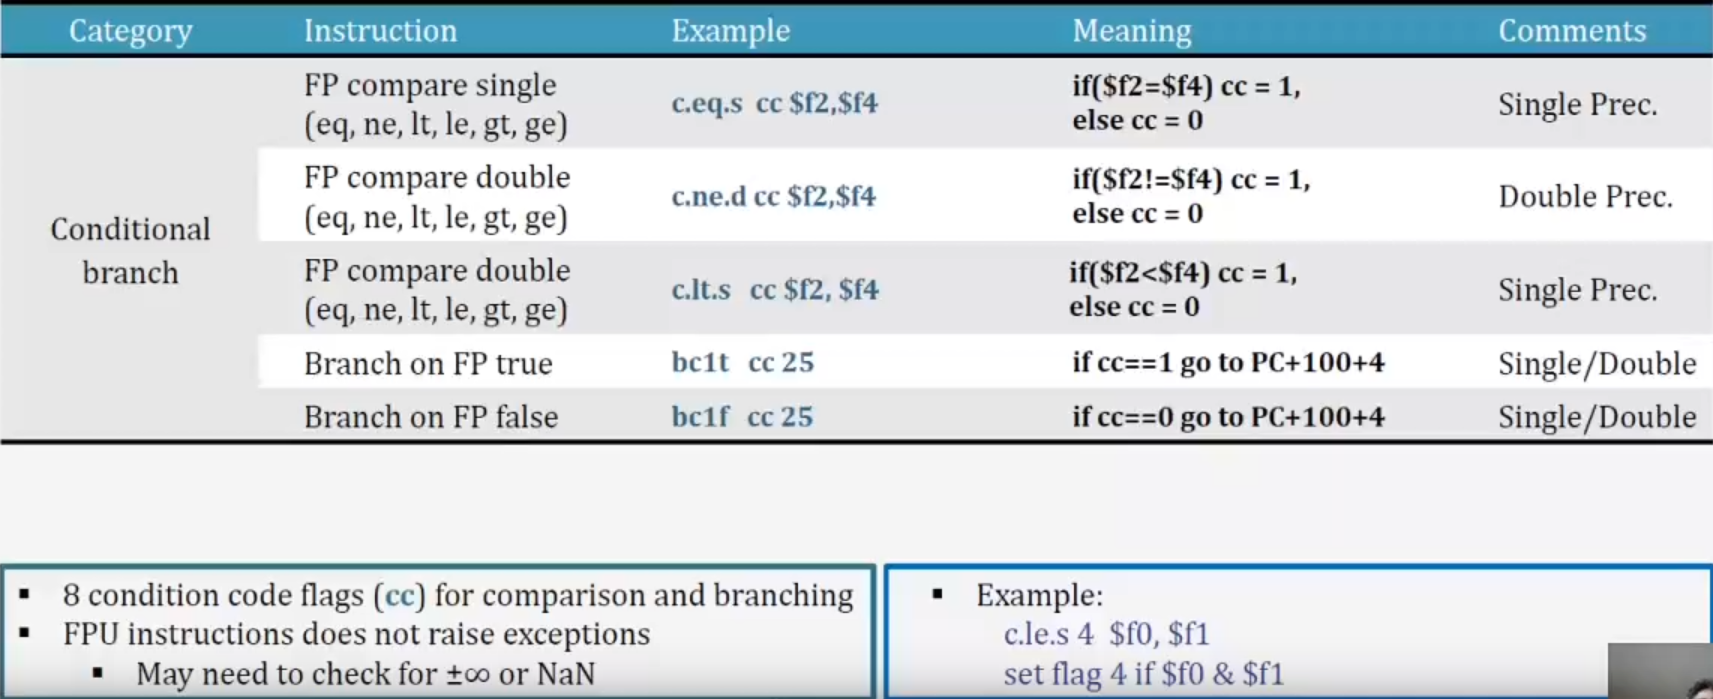 Category Instruction Example Meaning Comments
FP compare single
(eq, ne, lt, le, gt, ge)
c.eq.s cc $f2,$f4
if($f2=$f4) cc = 1,
else cc = 0
Single Prec.
FP compare double
(eq, ne, lt, le, gt, ge)
c.ne.d cc $f2,$f4
if($f2!=$f4) cc = 1,
else cc = 0
Double Prec.
Conditional
branch
FP compare double
(eq, ne, lt, le, gt, ge)
c.lt.s cc $f2, $f4
if($f2<$f4) cc = 1,
else cc = 0
Single Prec.
Branch on FP true bc1t cc 25 if cc==1 go to PC+100+4 Single/Double
Branch on FP false bc1f cc 25 if cc==0 go to PC+100+4 Single/Double
▪ 8 condition code flags (cc) for comparison and branching
▪ FPU instructions does not raise exceptions
▪ May need to check for ±∞ or NaN
▪ Example:
c.le.s 4 $f0, $f1
set flag 4 if $f0 & $f1